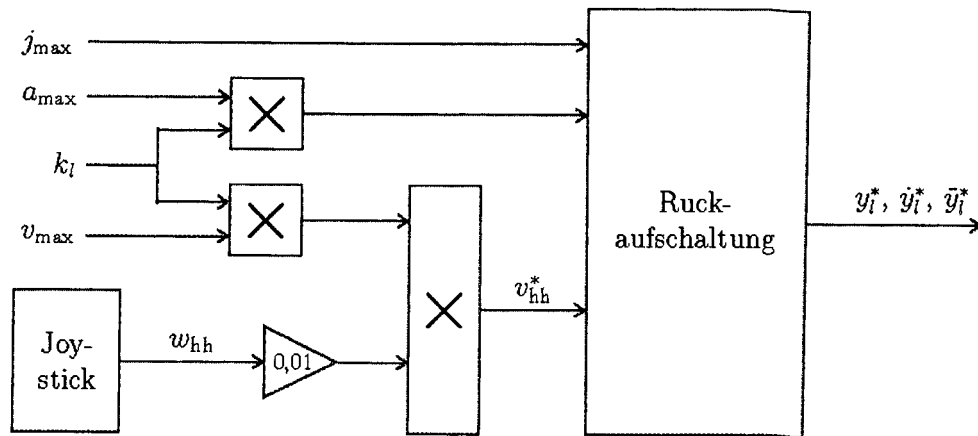 j_max
a_max
k_l
v_max
Joy-
stick
w_hh
0,01
v*_hh
Ruck-
aufschaltung
y*_l, ẏ*_l, ÿ*_l